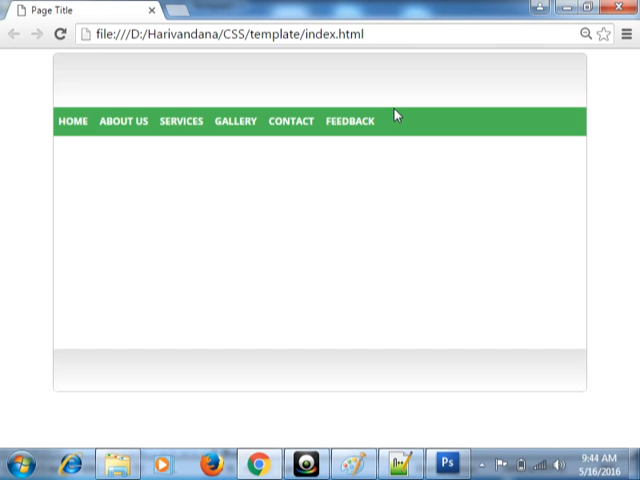 Page Title
file:///D:/Harivandana/CSS/template/index.html
HOME ABOUT US SERVICES GALLERY CONTACT FEEDBACK
Ps
9:44 AM
5/16/2016